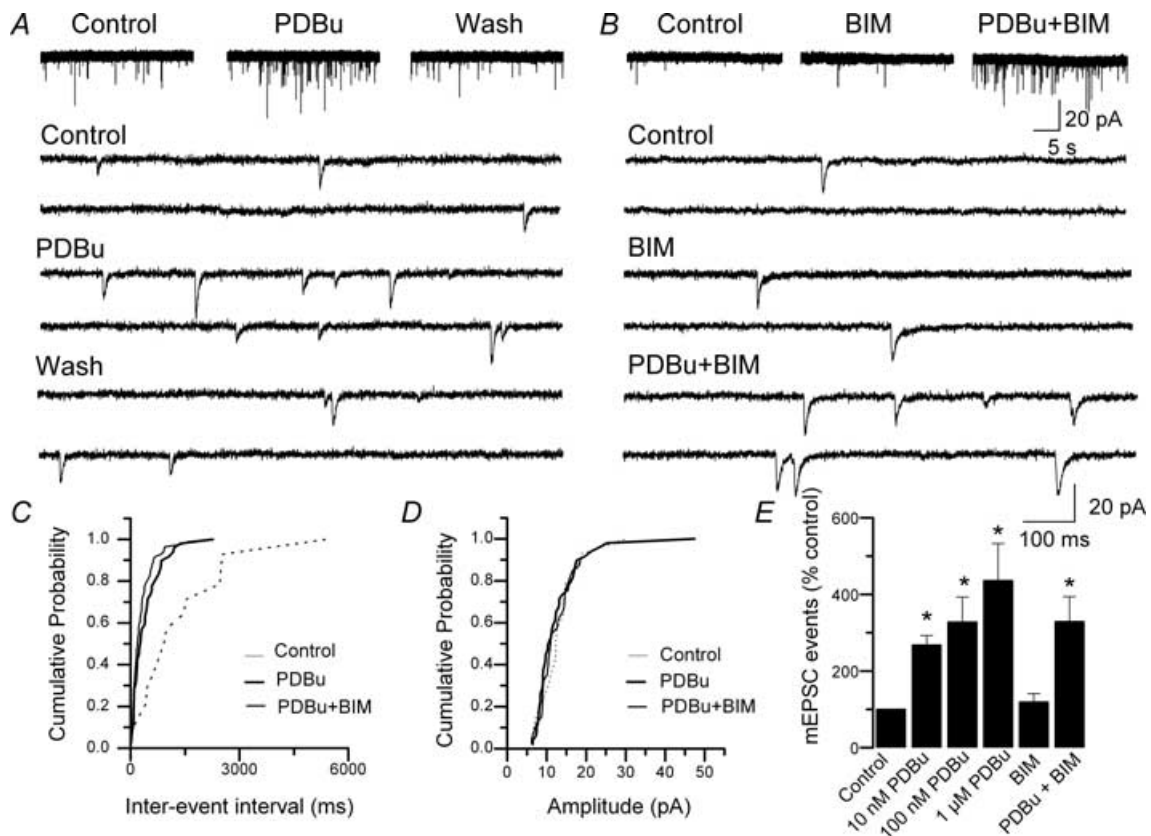 A Control PDBu Wash
Control
PDBu
Wash
B Control BIM PDBu+BIM
20 pA
5 s
Control
BIM
PDBu+BIM
20 pA
100 ms
C
Cumulative Probability
1.0
0.8
0.6
0.4
0.2
0.0
0 3000 6000
Inter-event interval (ms)
Control
PDBu
PDBu+BIM
D
Cumulative Probability
1.0
0.8
0.6
0.4
0.2
0.0
0 10 20 30 40 50
Amplitude (pA)
Control
PDBu
PDBu+BIM
E
mEPSC events (% control)
600
400
200
0
* * * *
Control
10 nM PDBu
100 nM PDBu
1 µM PDBu
BIM
PDBu + BIM